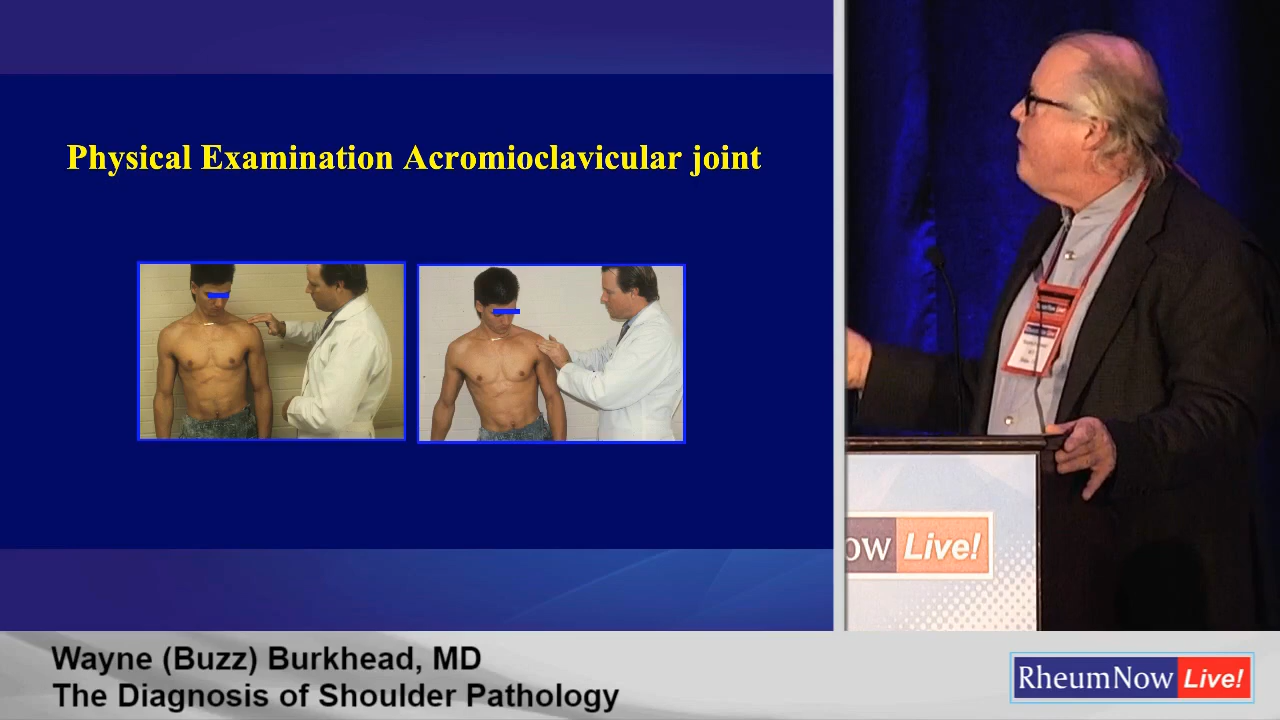 Physical Examination Acromioclavicular joint
ow Live!
Wayne (Buzz) Burkhead, MD
The Diagnosis of Shoulder Pathology
RheumNow Live!